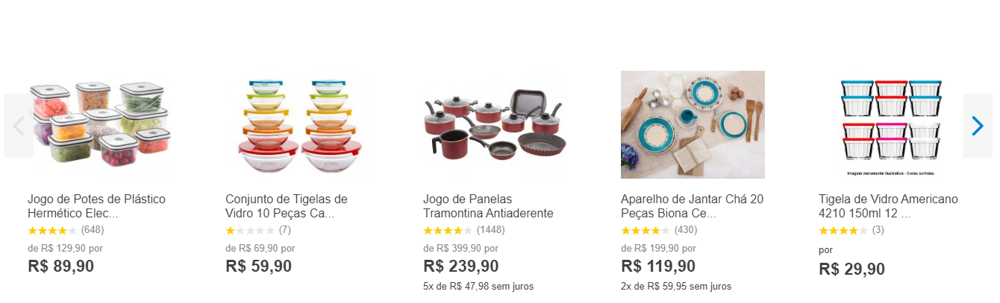 Imagem meramente ilustrativa - Cores sortidas
Jogo de Potes de Plástico
Hermético Elec...
(648)
de R$ 129,90 por
R$ 89,90
Conjunto de Tigelas de
Vidro 10 Peças Ca...
(7)
de R$ 69,90 por
R$ 59,90
Jogo de Panelas
Tramontina Antiaderente
(1448)
de R$ 399,90 por
R$ 239,90
5x de R$ 47,98 sem juros
Aparelho de Jantar Chá 20
Peças Biona Ce...
(430)
de R$ 199,90 por
R$ 119,90
2x de R$ 59,95 sem juros
Tigela de Vidro Americano
4210 150ml 12 ...
(3)
por
R$ 29,90